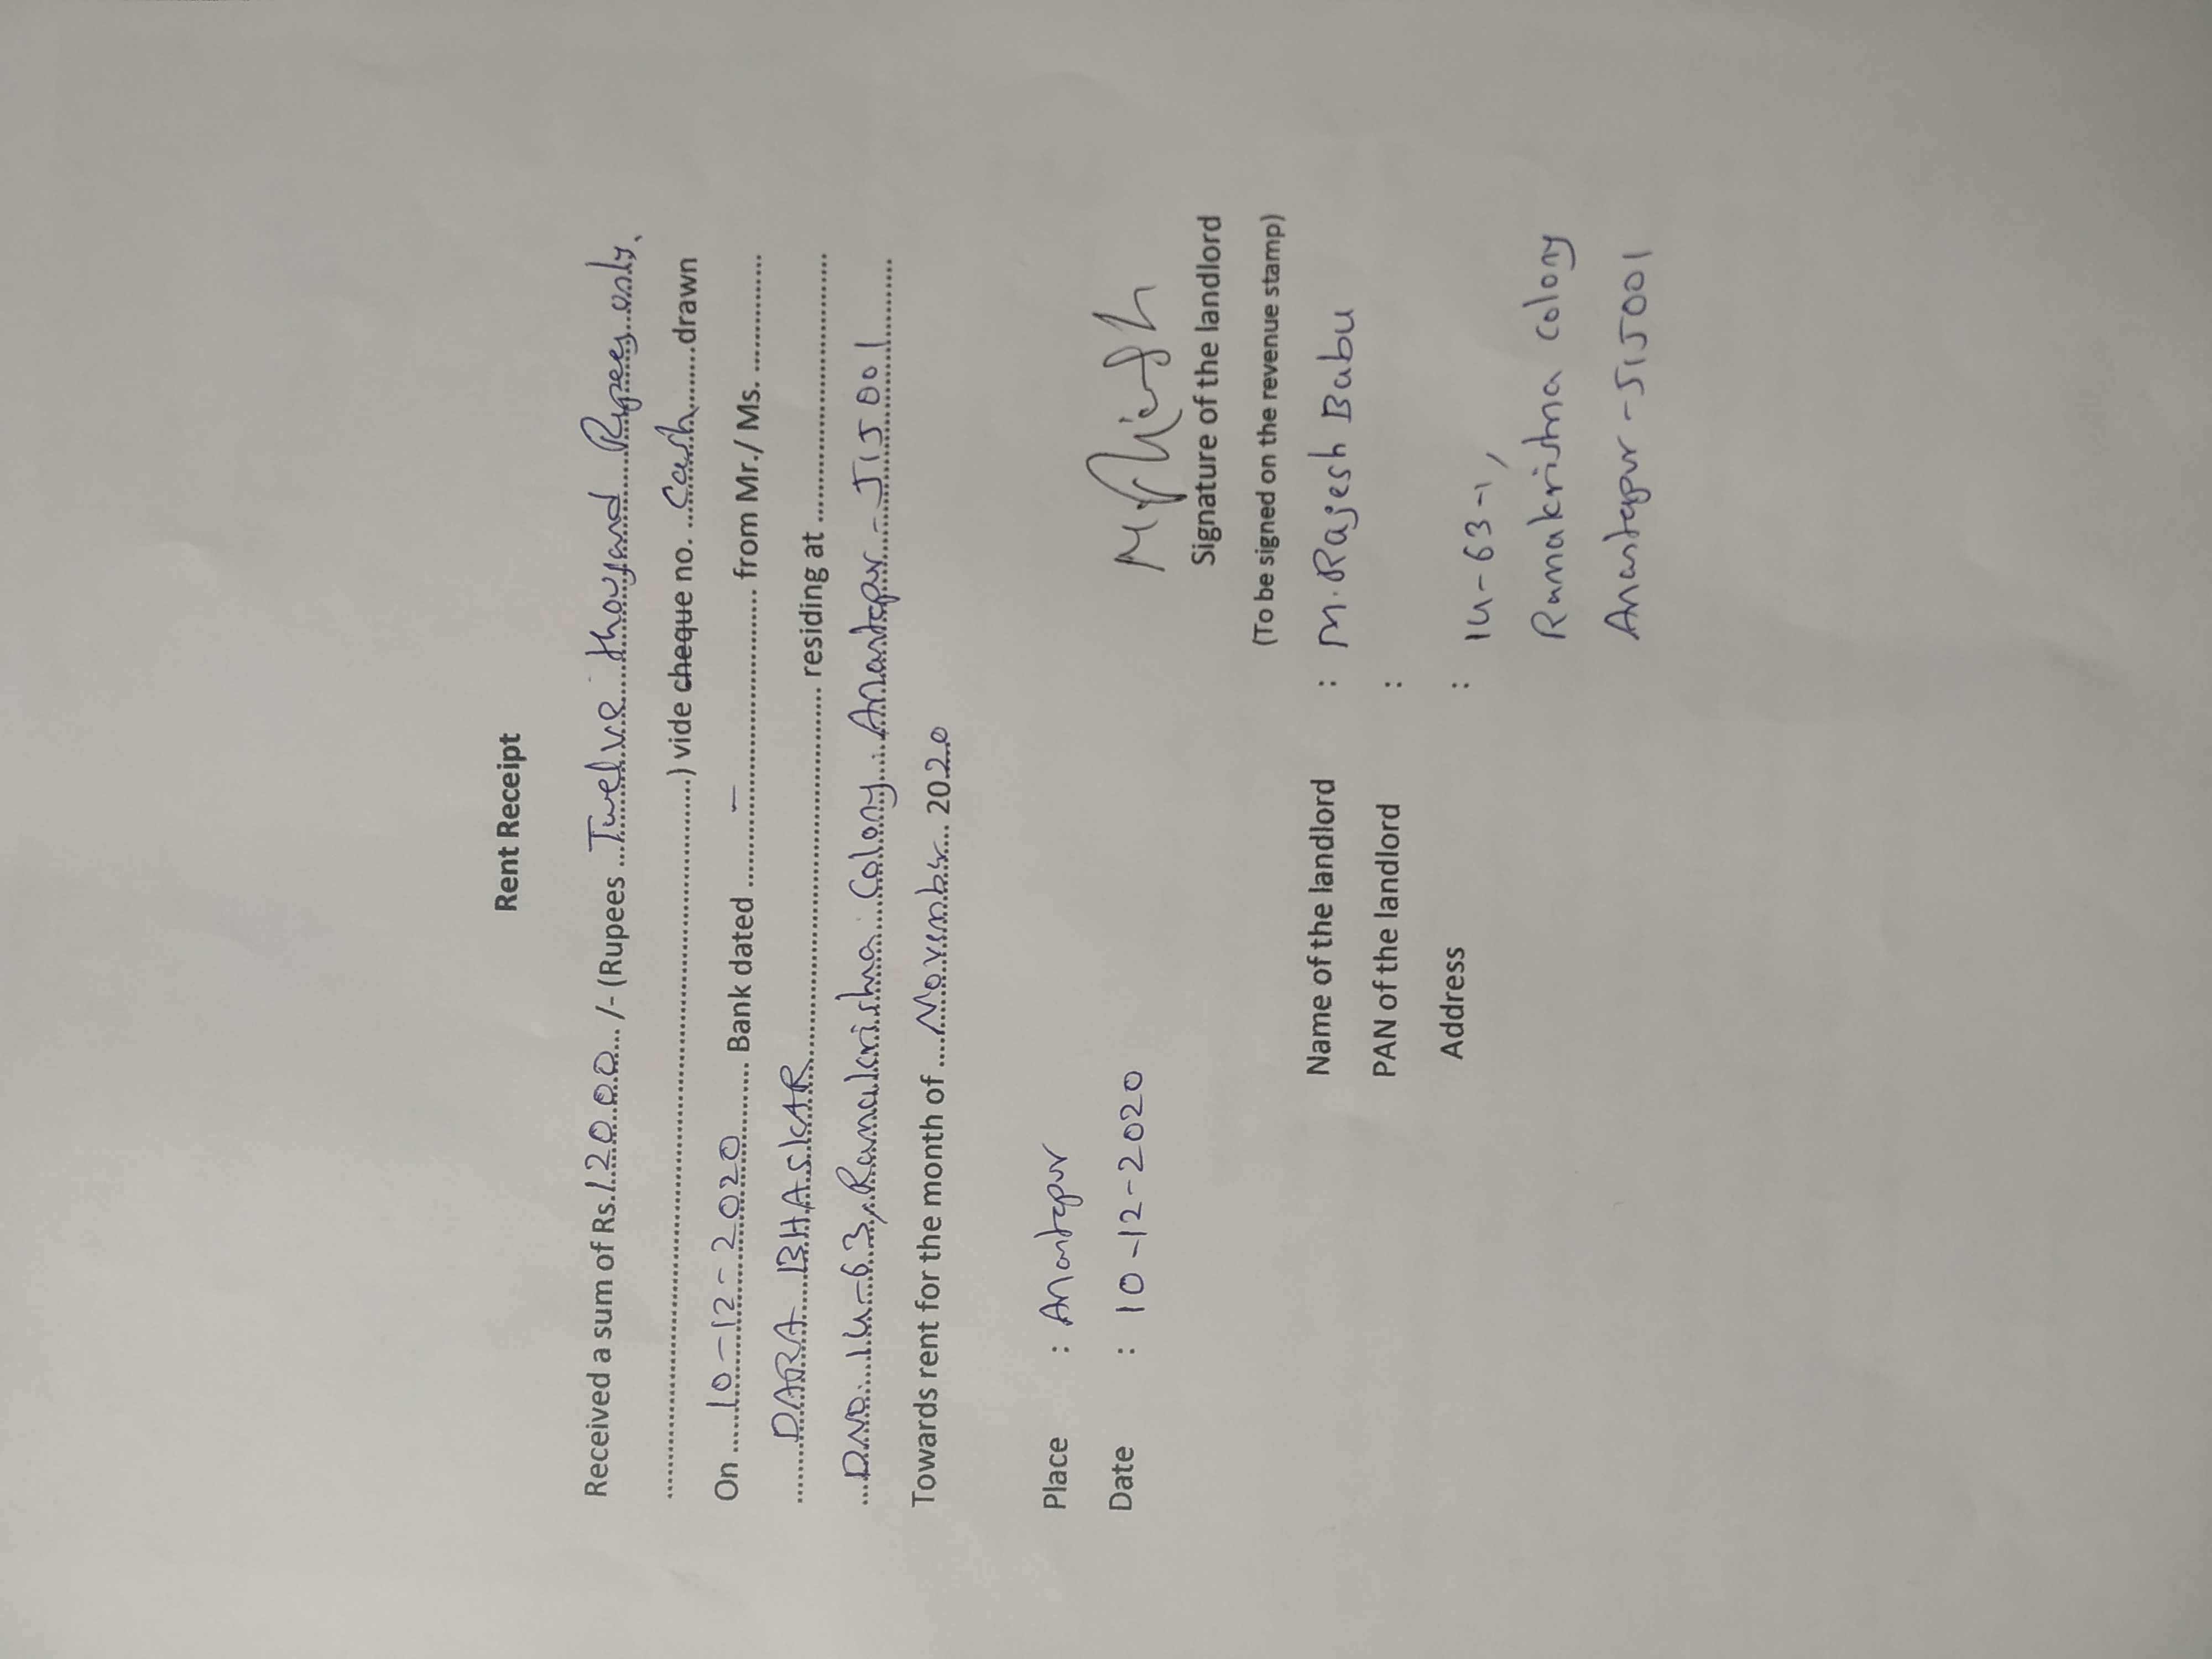 Rent Receipt
Received a sum of Rs.12000.../- (Rupees ...Twelve thousand Rupees only.
..........) vide cheque no. ...Cash.......drawn
On .....10-12-2020.......... Bank dated ........–.......... from Mr./ Ms. ..........
......DARA BHASKAR.......... residing at ..........
...DNO. 14-63, Ramakrishna Colony. Anantapur - 515001..........
Towards rent for the month of ....November.... 2020
Place : Anantapur
Date : 10-12-2020
Signature of the landlord
(To be signed on the revenue stamp)
Name of the landlord : M. Rajesh Babu
PAN of the landlord :
Address : 14-63-1,
Ramakrishna Colony
Anantapur - 515001